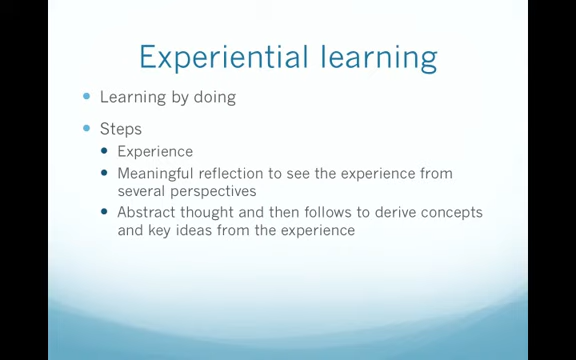 Experiential learning
Learning by doing
Steps
Experience
Meaningful reflection to see the experience from
several perspectives
Abstract thought and then follows to derive concepts
and key ideas from the experience